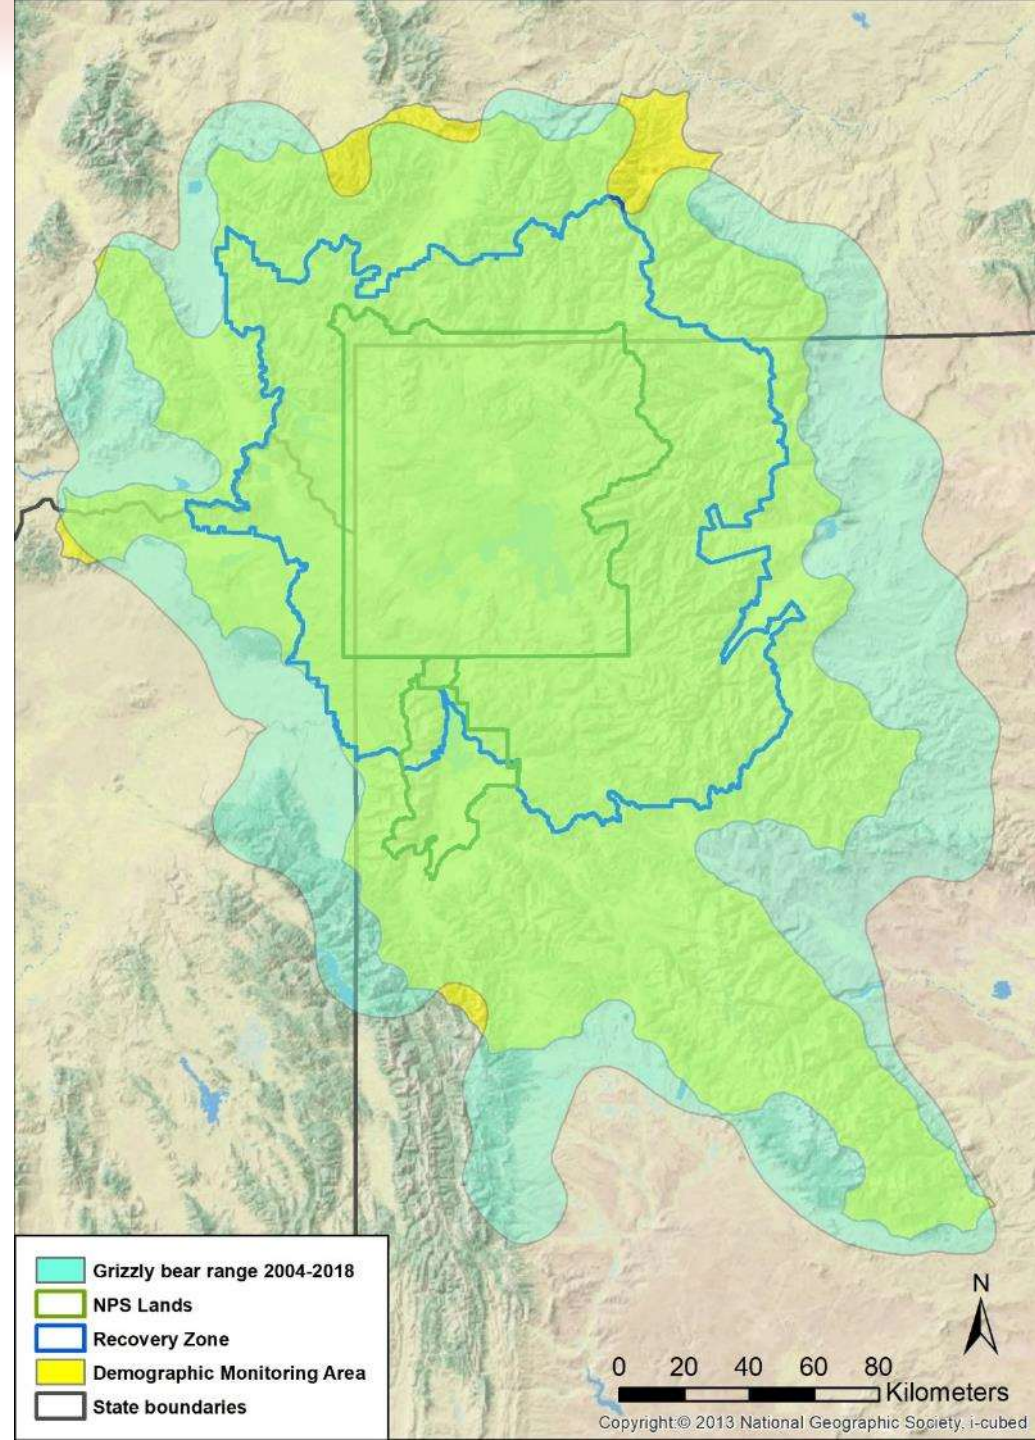 Grizzly bear range 2004-2018
NPS Lands
Recovery Zone
Demographic Monitoring Area
State boundaries
N
0 20 40 60 80
Kilometers
Copyright:© 2013 National Geographic Society, i-cubed